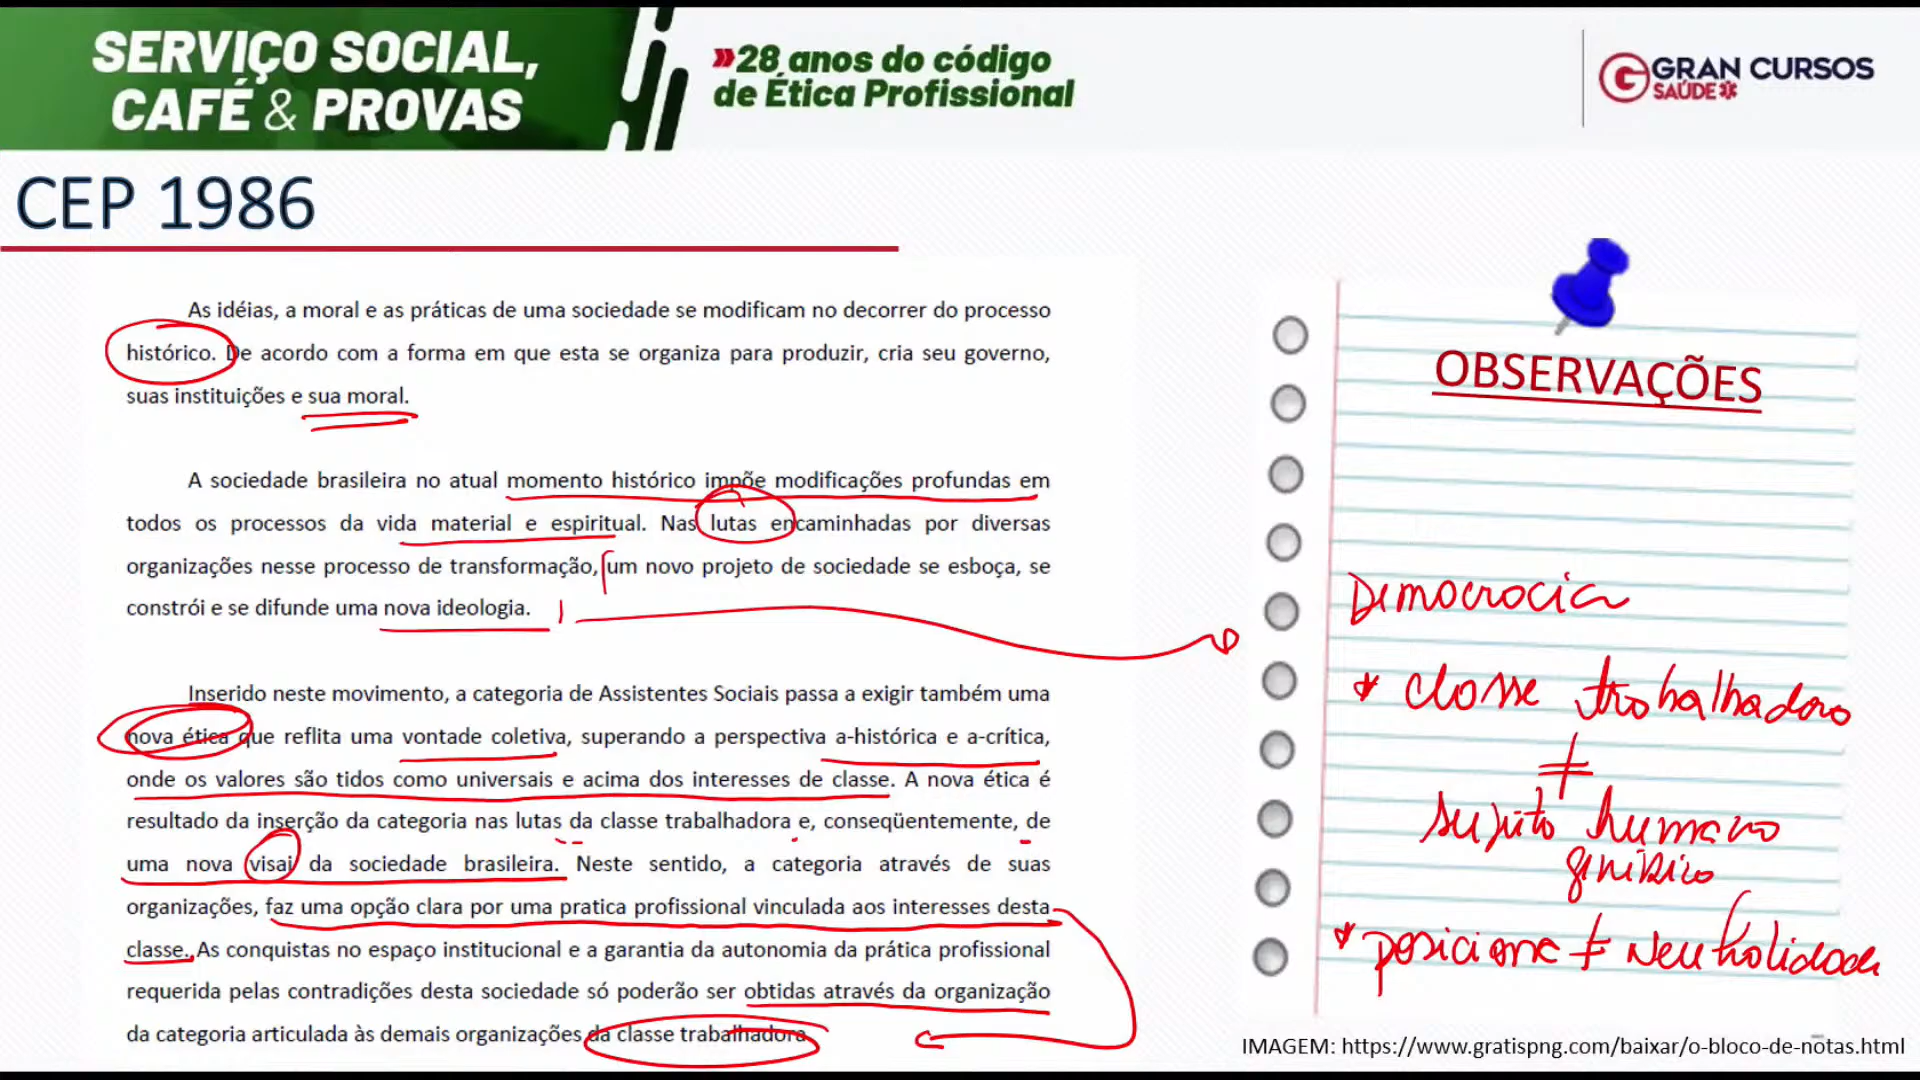 SERVIÇO SOCIAL,
CAFÉ & PROVAS
»28 anos do código
de Ética Profissional
GRAN CURSOS
SAÚDE
CEP 1986
As idéias, a moral e as práticas de uma sociedade se modificam no decorrer do processo
histórico. De acordo com a forma em que esta se organiza para produzir, cria seu governo,
suas instituições e sua moral.
A sociedade brasileira no atual momento histórico impõe modificações profundas em
todos os processos da vida material e espiritual. Nas lutas encaminhadas por diversas
organizações nesse processo de transformação, um novo projeto de sociedade se esboça, se
constrói e se difunde uma nova ideologia.
Inserido neste movimento, a categoria de Assistentes Sociais passa a exigir também uma
nova ética que reflita uma vontade coletiva, superando a perspectiva a-histórica e a-crítica,
onde os valores são tidos como universais e acima dos interesses de classe. A nova ética é
resultado da inserção da categoria nas lutas da classe trabalhadora e, conseqüentemente, de
uma nova visai da sociedade brasileira. Neste sentido, a categoria através de suas
organizações, faz uma opção clara por uma pratica profissional vinculada aos interesses desta
classe. As conquistas no espaço institucional e a garantia da autonomia da prática profissional
requerida pelas contradições desta sociedade só poderão ser obtidas através da organização
da categoria articulada às demais organizações da classe trabalhadora.
OBSERVAÇÕES
Democracia
* classe trabalhadora
≠
sujeito humano
genérico
* posiciona ≠ Neutralidade
IMAGEM: https://www.gratispng.com/baixar/o-bloco-de-notas.html